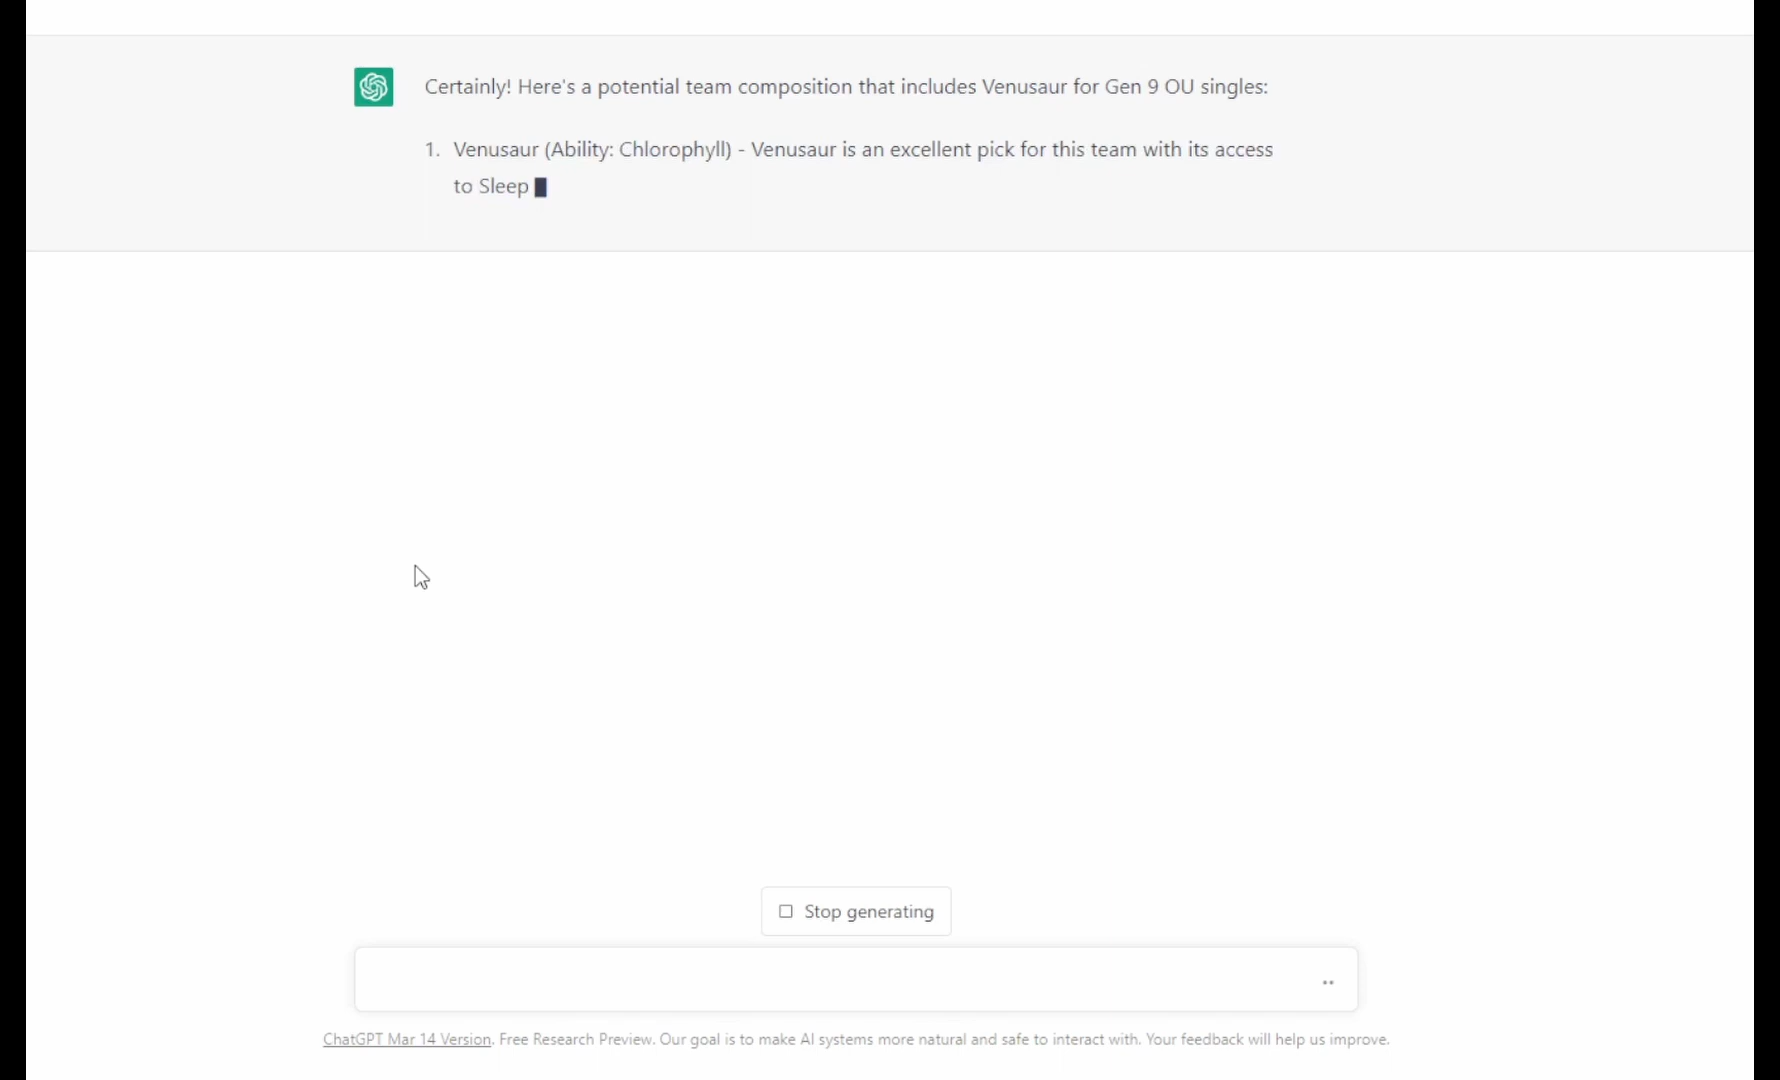 Certainly! Here's a potential team composition that includes Venusaur for Gen 9 OU singles:
1. Venusaur (Ability: Chlorophyll) - Venusaur is an excellent pick for this team with its access
to Sleep
Stop generating
ChatGPT Mar 14 Version. Free Research Preview. Our goal is to make AI systems more natural and safe to interact with. Your feedback will help us improve.